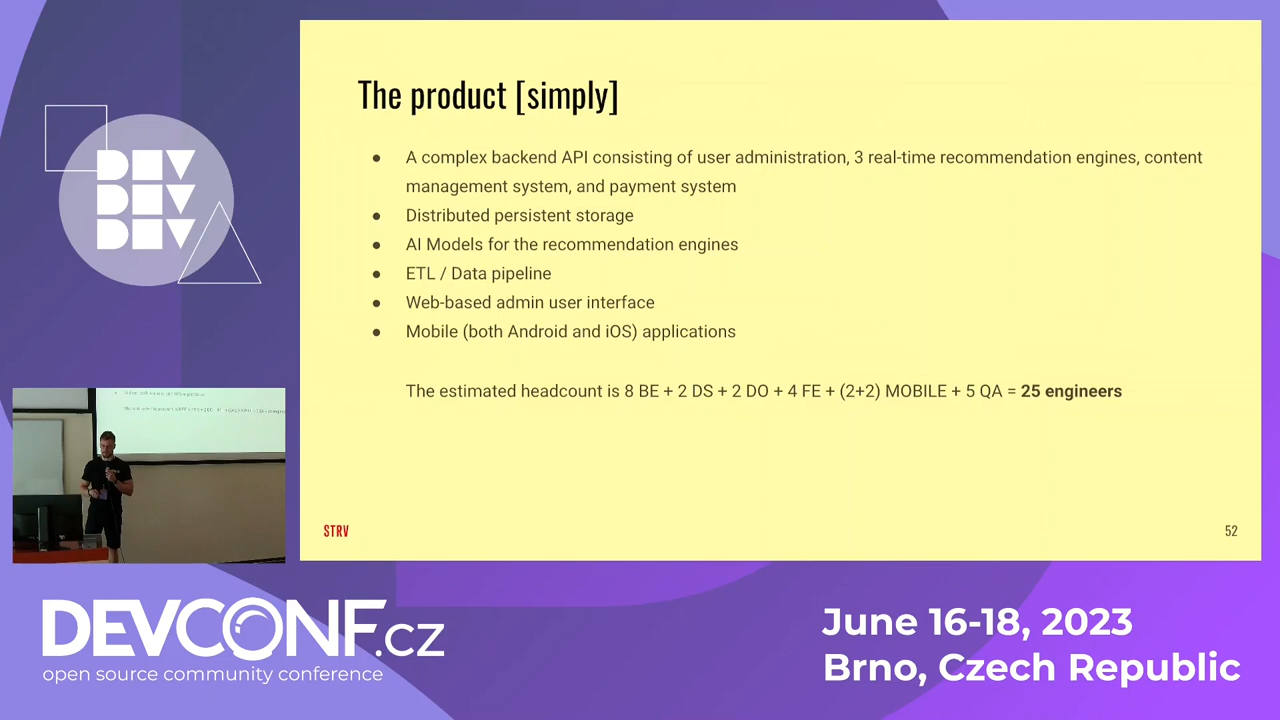 The product [simply]
● A complex backend API consisting of user administration, 3 real-time recommendation engines, content
management system, and payment system
● Distributed persistent storage
● AI Models for the recommendation engines
● ETL / Data pipeline
● Web-based admin user interface
● Mobile (both Android and iOS) applications
The estimated headcount is 8 BE + 2 DS + 2 DO + 4 FE + (2+2) MOBILE + 5 QA = 25 engineers
STRV
52
DEV
DEV
DEV
DEVCONF.cz
open source community conference
June 16-18, 2023
Brno, Czech Republic